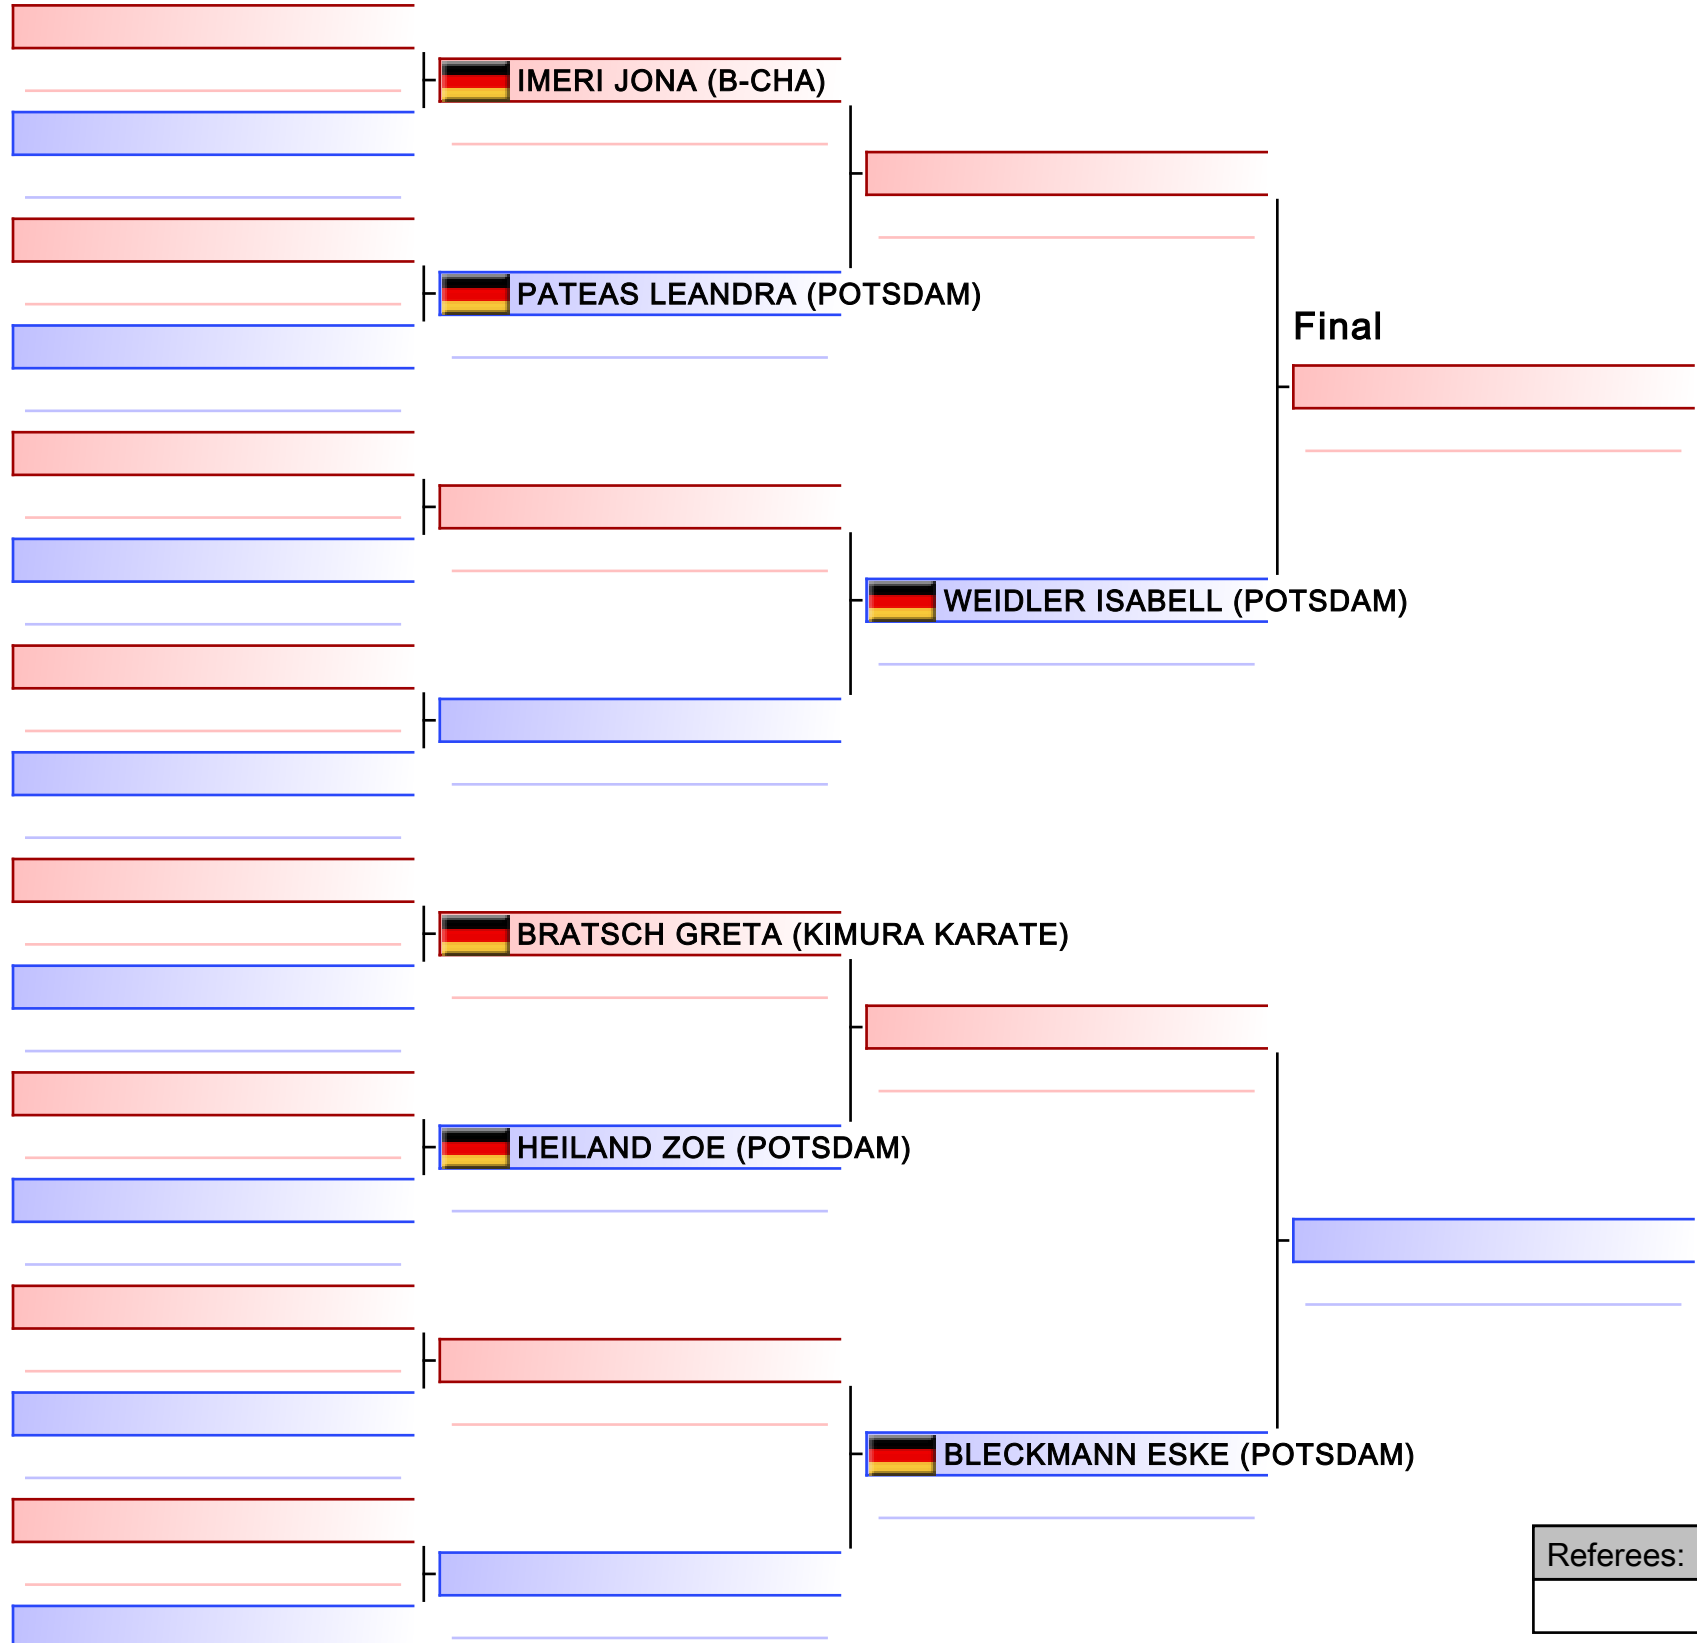 IMERI JONA (B-CHA)
PATEAS LEANDRA (POTSDAM)
Final
WEIDLER ISABELL (POTSDAM)
BRATSCH GRETA (KIMURA KARATE)
HEILAND ZOE (POTSDAM)
BLECKMANN ESKE (POTSDAM)
Referees: